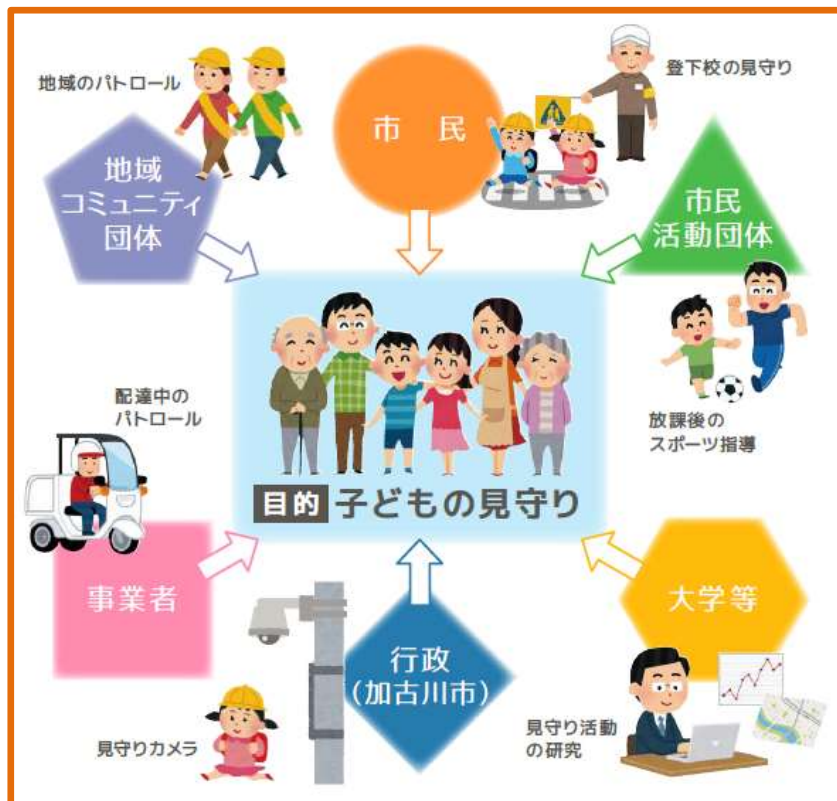 地域のパトロール
市　民
登下校の見守り
地域
コミュニティ
団体
市民
活動団体
配達中の
パトロール
放課後の
スポーツ指導
目的 子どもの見守り
事業者
大学等
行政
（加古川市）
見守りカメラ
見守り活動
の研究